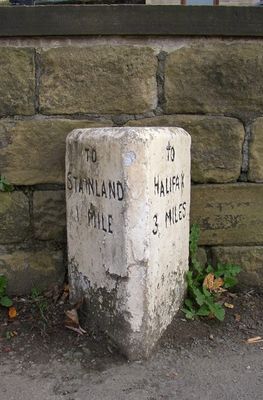 TO
STAINLAND
1 MILE
TO
HALIFAX
3 MILES